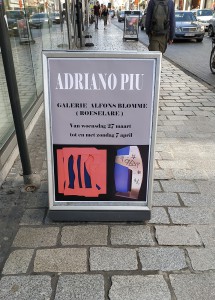 ADRIANO PIU
GALERIE ALFONS BLOMME
( ROESELARE )
Van woensdag 27 maart
tot en met zondag 7 april